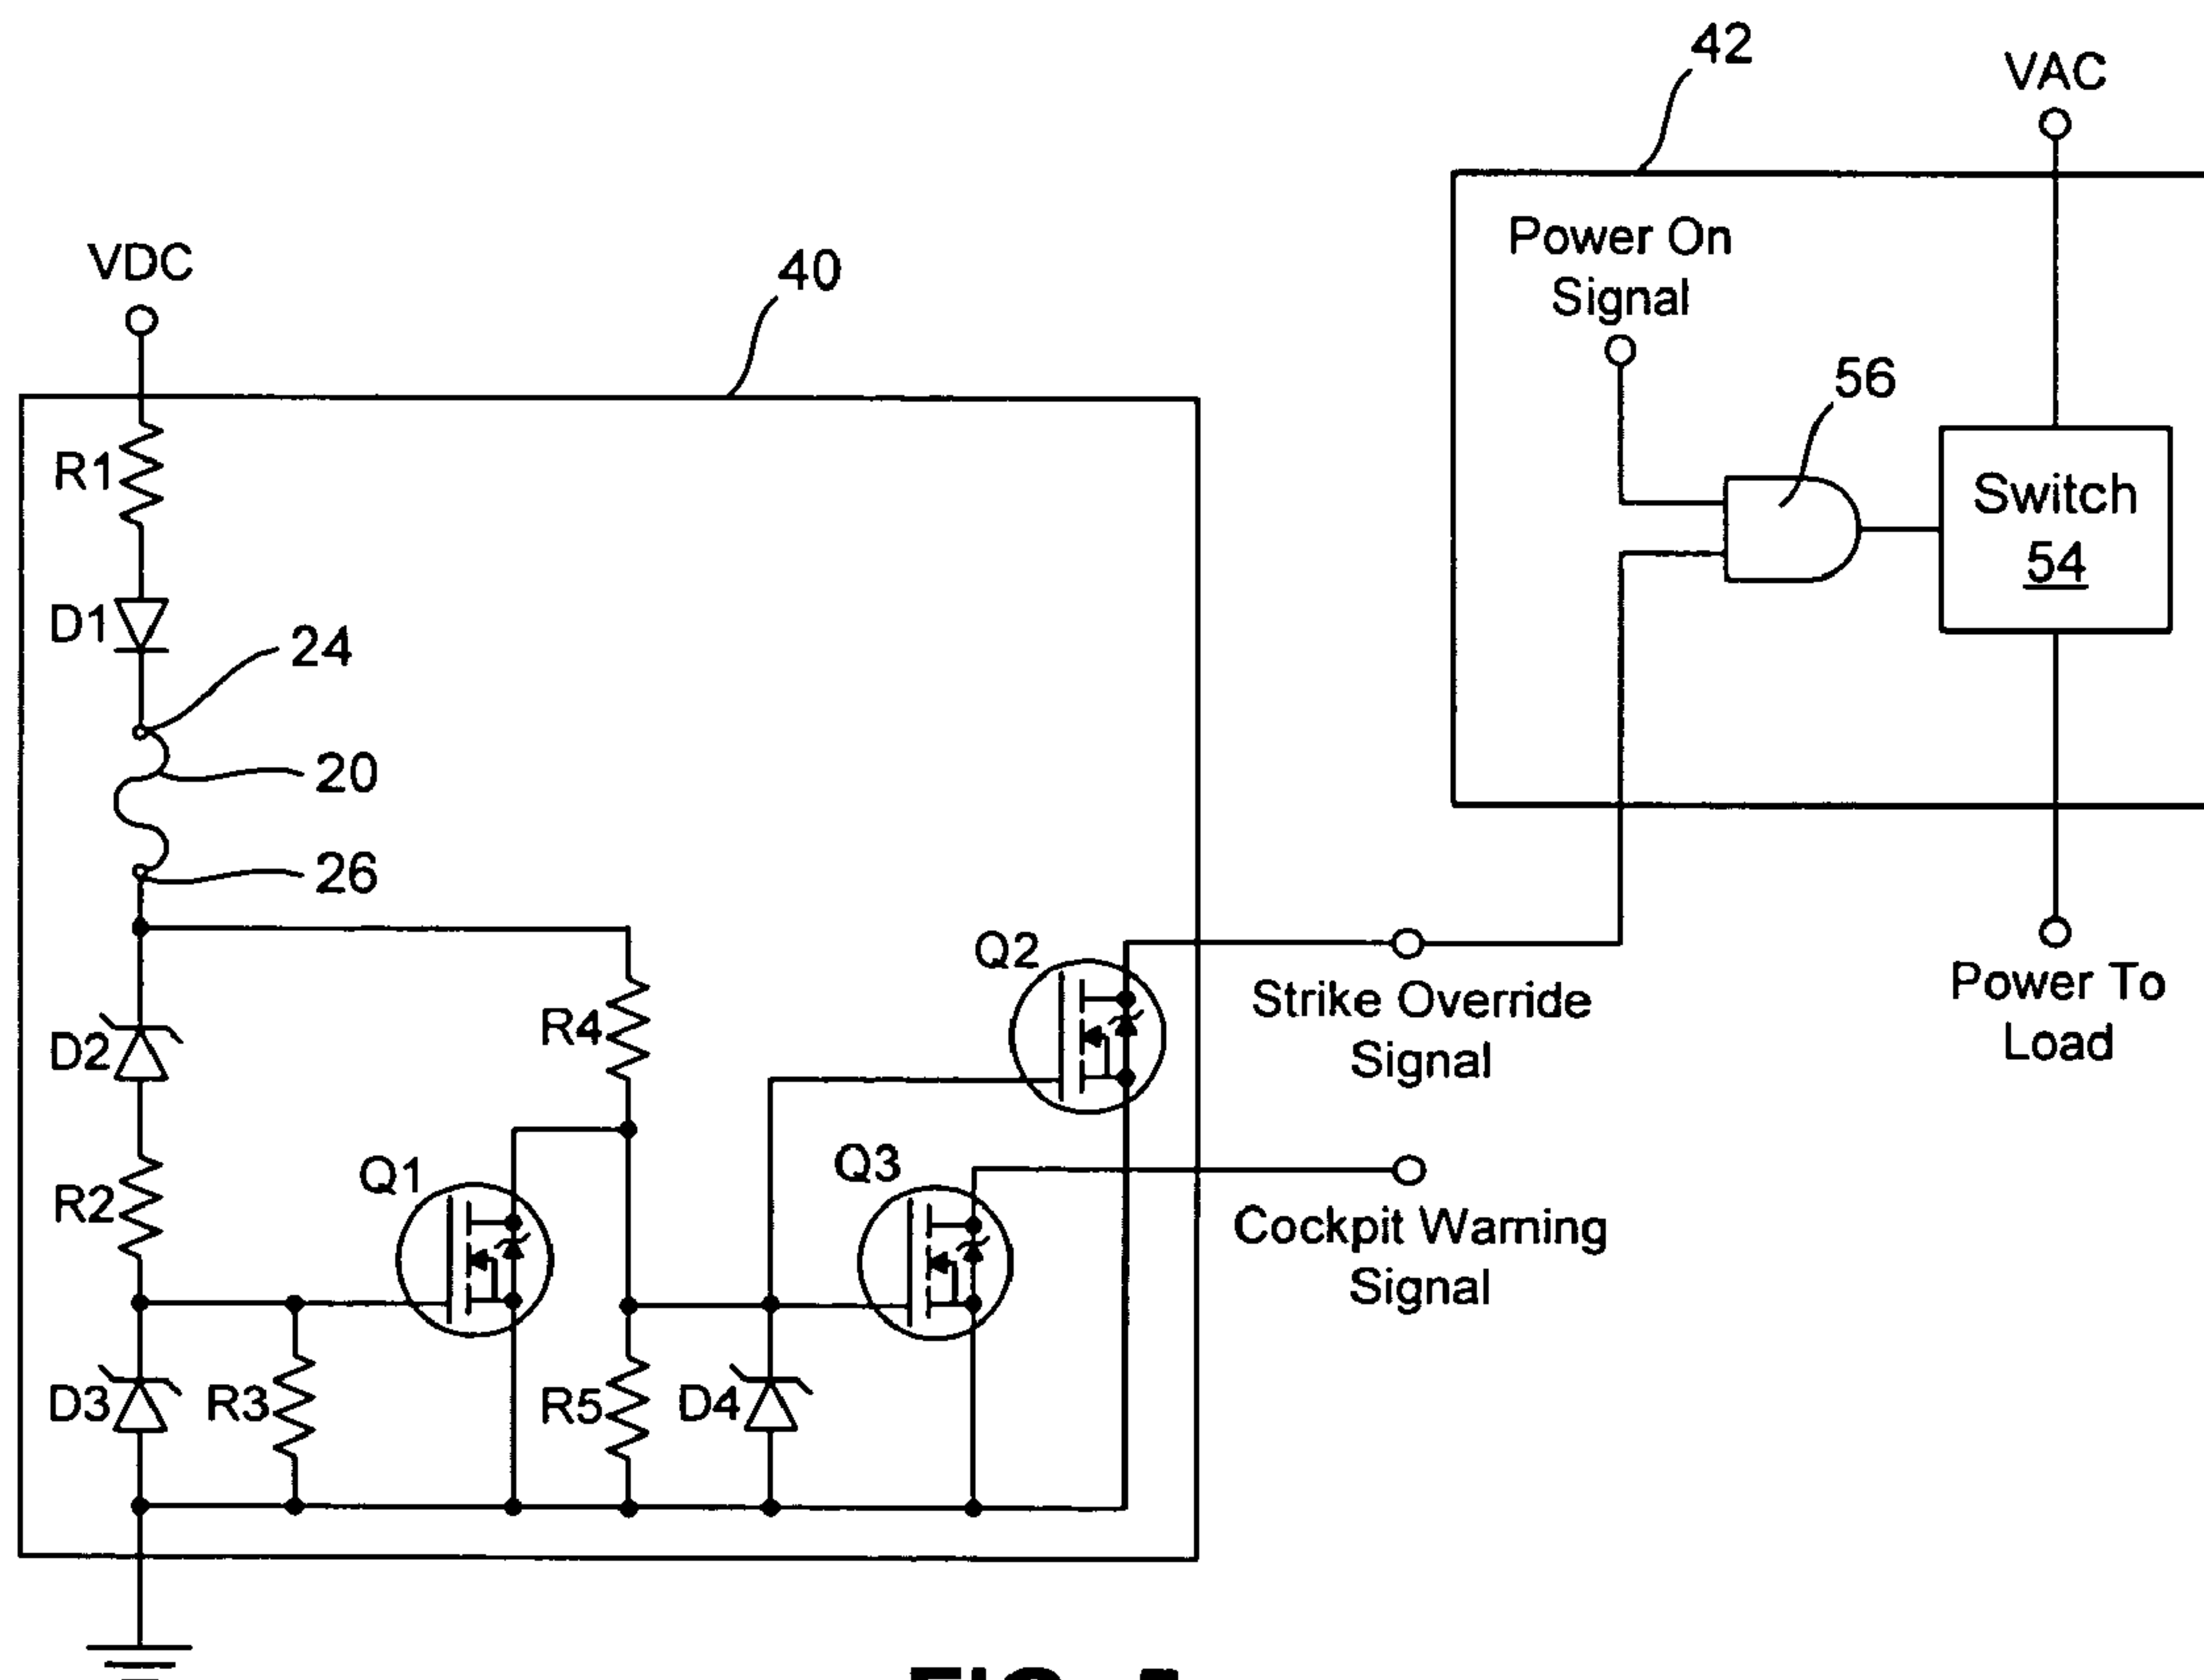 42
VAC
Power On
Signal
VDC
40
56
R1
Switch
54
D1
24
20
26
Q2
R4
Strike Override
Signal
Power To
Load
D2
Q1
Q3
R2
Cockpit Warning
Signal
D3
R3
R5
D4